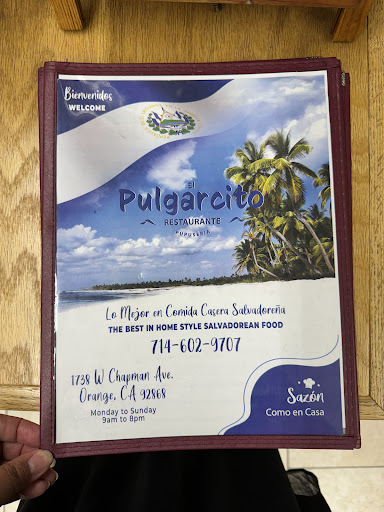 Bienvenidos
WELCOME
El
Pulgarcito
RESTAURANTE
PUPUSERIA
Lo Mejor en Comida Casera Salvadoreña
THE BEST IN HOME STYLE SALVADOREAN FOOD
714-602-9707
1738 W Chapman Ave.
Orange, CA 92868
Monday to Sunday
9am to 8pm
Sazón
Como en Casa